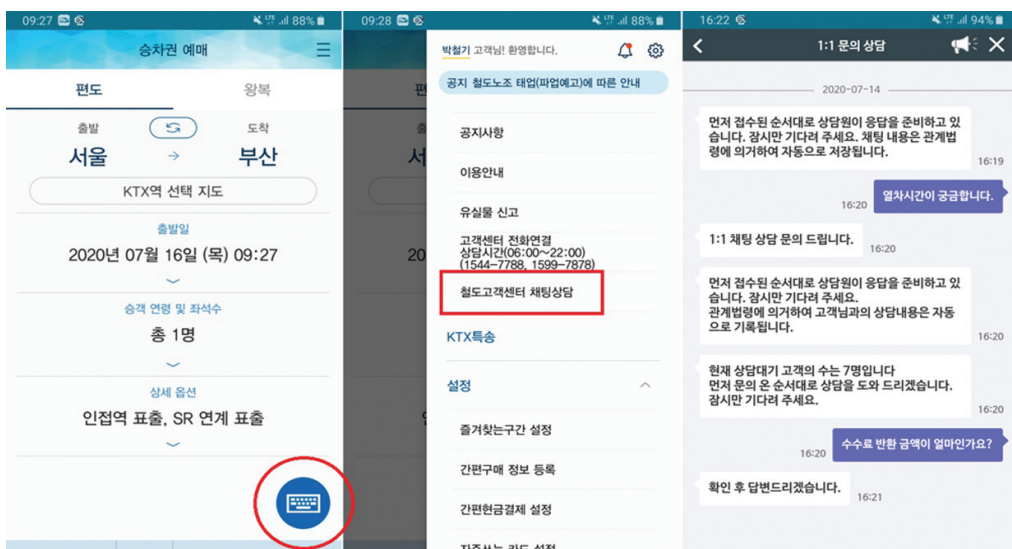 09:27
88%
승차권 예매
편도
왕복
출발
도착
서울
→
부산
KTX역 선택 지도
출발일
2020년 07월 16일 (목) 09:27
승객 연령 및 좌석수
총 1명
상세 옵션
인접역 표출, SR 연계 표출
09:28
88%
박철기 고객님! 환영합니다.
공지 철도노조 태업(파업예고)에 따른 안내
공지사항
이용안내
유실물 신고
고객센터 전화연결
상담시간(06:00~22:00)
(1544-7788, 1599-7878)
철도고객센터 채팅상담
KTX특송
설정
즐겨찾는구간 설정
간편구매 정보 등록
간편현금결제 설정
자주쓰는 카드 설정
16:22
94%
1:1 문의 상담
2020-07-14
먼저 접수된 순서대로 상담원이 응답을 준비하고 있
습니다. 잠시만 기다려 주세요. 채팅 내용은 관계법
령에 의거하여 자동으로 저장됩니다.
16:19
열차시간이 궁금합니다.
16:20
1:1 채팅 상담 문의 드립니다.
16:20
먼저 접수된 순서대로 상담원이 응답을 준비하고 있
습니다. 잠시만 기다려 주세요.
관계법령에 의거하여 고객님과의 상담내용은 자동
으로 기록됩니다.
16:20
현재 상담대기 고객의 수는 7명입니다
먼저 문의 온 순서대로 상담을 도와 드리겠습니다.
잠시만 기다려 주세요.
16:20
수수료 반환 금액이 얼마인가요?
16:20
확인 후 답변드리겠습니다.
16:21